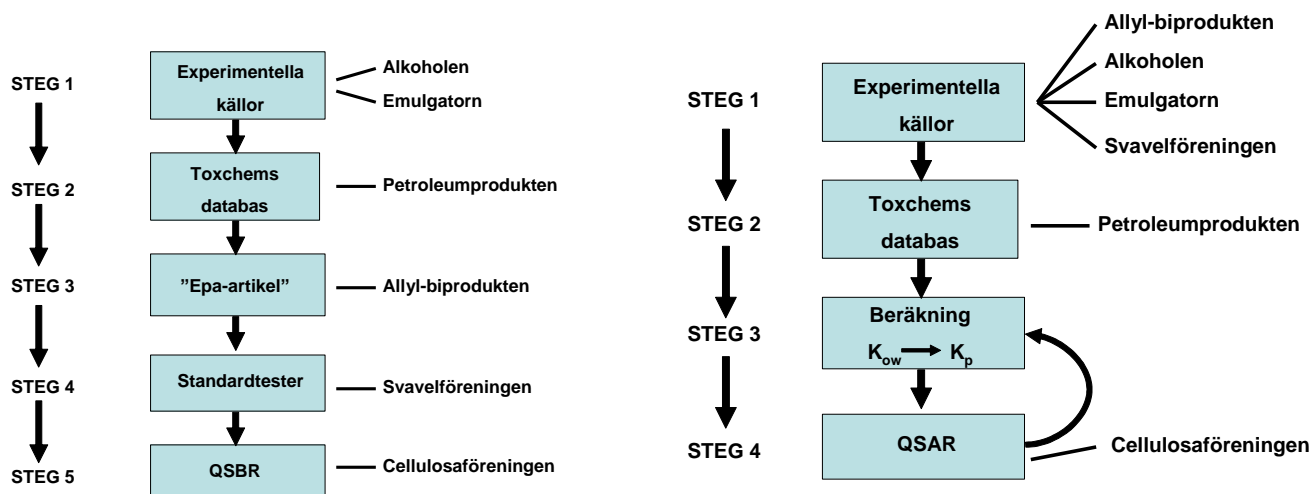 STEG 1
Experimentella
källor
Alkoholen
Emulgatorn
STEG 2
Toxchems
databas
Petroleumprodukten
STEG 3
"Epa-artikel"
Allyl-biprodukten
STEG 4
Standardtester
Svavelföreningen
STEG 5
QSBR
Cellulosaföreningen
STEG 1
Experimentella
källor
Allyl-biprodukten
Alkoholen
Emulgatorn
Svavelföreningen
STEG 2
Toxchems
databas
Petroleumprodukten
STEG 3
Beräkning
Kow Kp
STEG 4
QSAR
Cellulosaföreningen